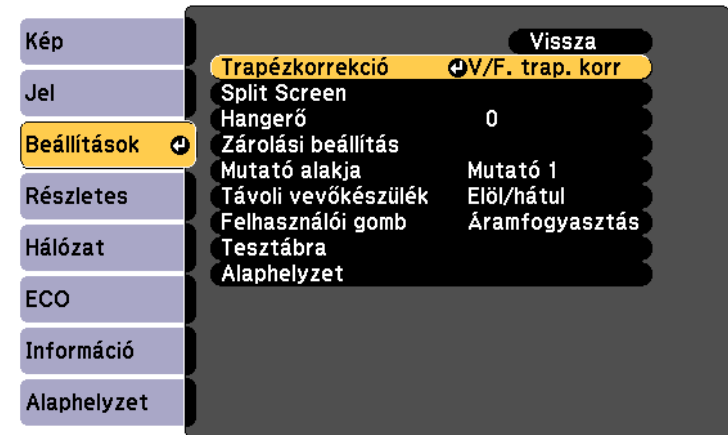 Kép
Jel
Beállítások
Részletes
Hálózat
ECO
Információ
Alaphelyzet
Vissza
Trapézkorrekció V/F. trap. korr
Split Screen
Hangerő 0
Zárolási beállítás
Mutató alakja Mutató 1
Távoli vevőkészülék Elöl/hátul
Felhasználói gomb Áramfogyasztás
Tesztábra
Alaphelyzet